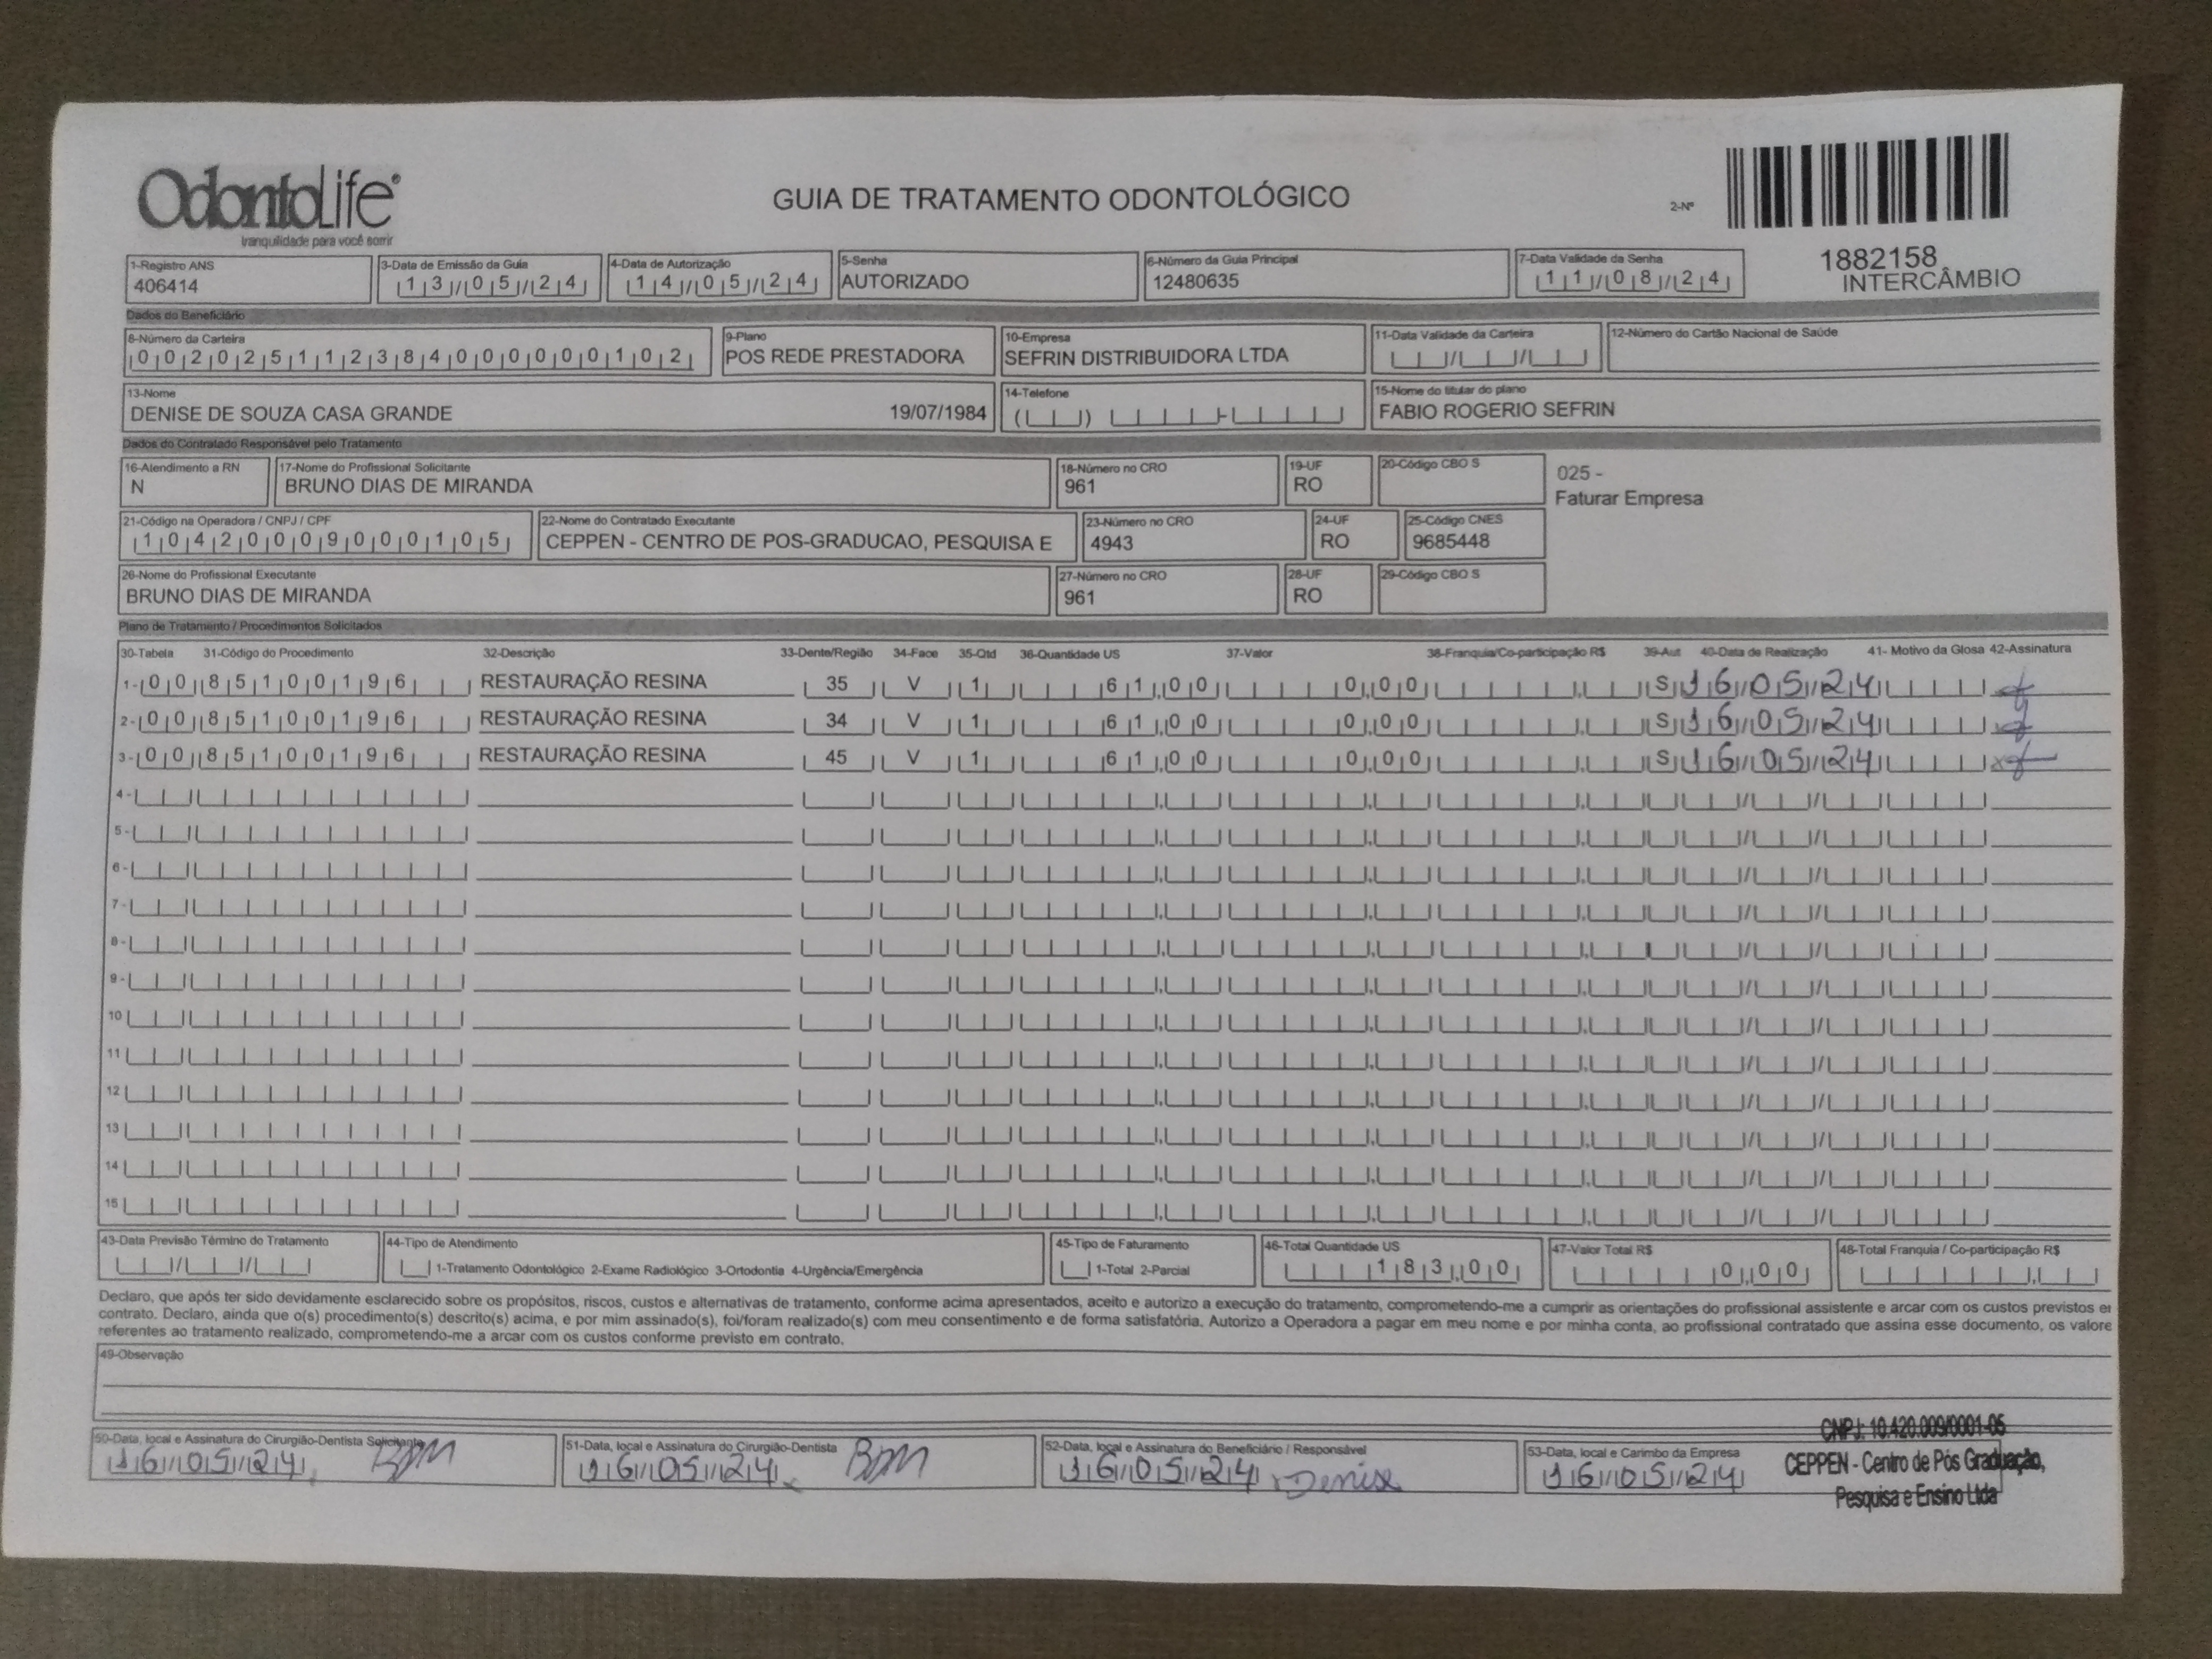 OdontoLife®
tranquilidade para você sorrir
GUIA DE TRATAMENTO ODONTOLÓGICO
2-Nº
1882158
INTERCÂMBIO
1-Registro ANS 3-Data de Emissão da Guia 4-Data de Autorização 5-Senha 6-Número da Guia Principal 7-Data Validade da Senha
406414 13/05/24 14/05/24 AUTORIZADO 12480635 11/08/24
Dados do Beneficiário
8-Número da Carteira 9-Plano 10-Empresa 11-Data Validade da Carteira 12-Número do Cartão Nacional de Saúde
00202511238400000102 POS REDE PRESTADORA SEFRIN DISTRIBUIDORA LTDA
13-Nome 14-Telefone 15-Nome do titular do plano
DENISE DE SOUZA CASA GRANDE 19/07/1984 FABIO ROGERIO SEFRIN
Dados do Contratado Responsável pelo Tratamento
16-Atendimento a RN 17-Nome do Profissional Solicitante 18-Número no CRO 19-UF 20-Código CBO S
N BRUNO DIAS DE MIRANDA 961 RO
025 -
Faturar Empresa
21-Código na Operadora / CNPJ / CPF 22-Nome do Contratado Executante 23-Número no CRO 24-UF 25-Código CNES
10420009000105 CEPPEN - CENTRO DE POS-GRADUCAO, PESQUISA E 4943 RO 9685448
26-Nome do Profissional Executante 27-Número no CRO 28-UF 29-Código CBO S
BRUNO DIAS DE MIRANDA 961 RO
Plano de Tratamento / Procedimentos Solicitados
30-Tabela 31-Código do Procedimento 32-Descrição 33-Dente/Região 34-Face 35-Qtd 36-Quantidade US 37-Valor 38-Franquia/Co-participação R$ 39-Aut 40-Data de Realização 41- Motivo da Glosa 42-Assinatura
1- 00 85100196 RESTAURAÇÃO RESINA 35 V 1 61,00 0,00 S 16/05/24
2- 00 85100196 RESTAURAÇÃO RESINA 34 V 1 61,00 0,00 S 16/05/24
3- 00 85100196 RESTAURAÇÃO RESINA 45 V 1 61,00 0,00 S 16/05/24
4-
5-
6-
7-
8-
9-
10
11
12
13
14
15
43-Data Previsão Término do Tratamento 44-Tipo de Atendimento 45-Tipo de Faturamento 46-Total Quantidade US 47-Valor Total R$ 48-Total Franquia / Co-participação R$
1-Tratamento Odontológico 2-Exame Radiológico 3-Ortodontia 4-Urgência/Emergência 1-Total 2-Parcial 183,00 0,00
Declaro, que após ter sido devidamente esclarecido sobre os propósitos, riscos, custos e alternativas de tratamento, conforme acima apresentados, aceito e autorizo a execução do tratamento, comprometendo-me a cumprir as orientações do profissional assistente e arcar com os custos previstos em
contrato. Declaro, ainda que o(s) procedimento(s) descrito(s) acima, e por mim assinado(s), foi/foram realizado(s) com meu consentimento e de forma satisfatória. Autorizo a Operadora a pagar em meu nome e por minha conta, ao profissional contratado que assina esse documento, os valore
referentes ao tratamento realizado, comprometendo-me a arcar com os custos conforme previsto em contrato.
49-Observação
50-Data, local e Assinatura do Cirurgião-Dentista Solicitante 51-Data, local e Assinatura do Cirurgião-Dentista 52-Data, local e Assinatura do Beneficiário / Responsável 53-Data, local e Carimbo da Empresa
16/05/24 BDM 16/05/24 BDM 16/05/24 Denise 16/05/24
CNPJ: 10.420.009/0001-05
CEPPEN - Centro de Pós Graduação,
Pesquisa e Ensino Ltda